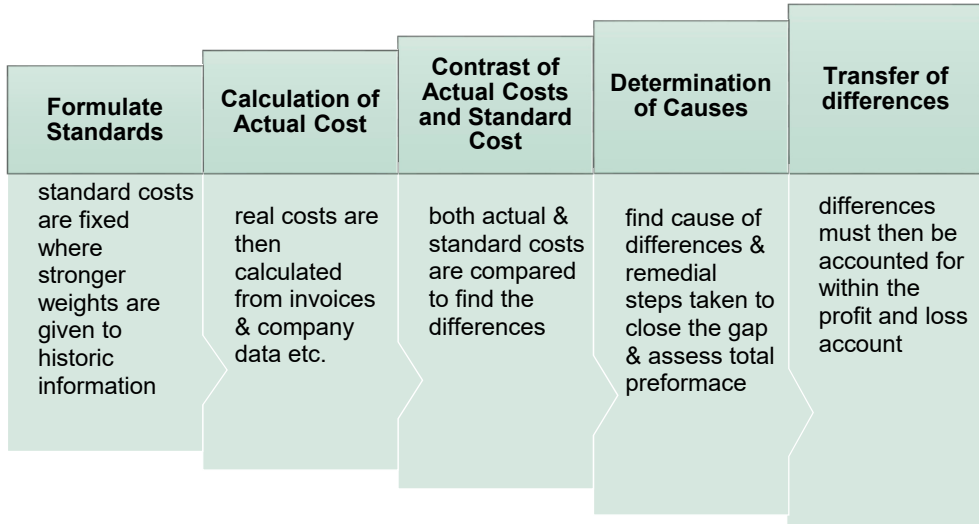 Formulate
Standards
standard costs
are fixed
where
stronger
weights are
given to
historic
information
Calculation of
Actual Cost
real costs are
then
calculated
from invoices
& company
data etc.
Contrast of
Actual Costs
and Standard
Cost
both actual &
standard costs
are compared
to find the
differences
Determination
of Causes
find cause of
differences &
remedial
steps taken to
close the gap
& assess total
preformace
Transfer of
differences
differences
must then be
accounted for
within the
profit and loss
account